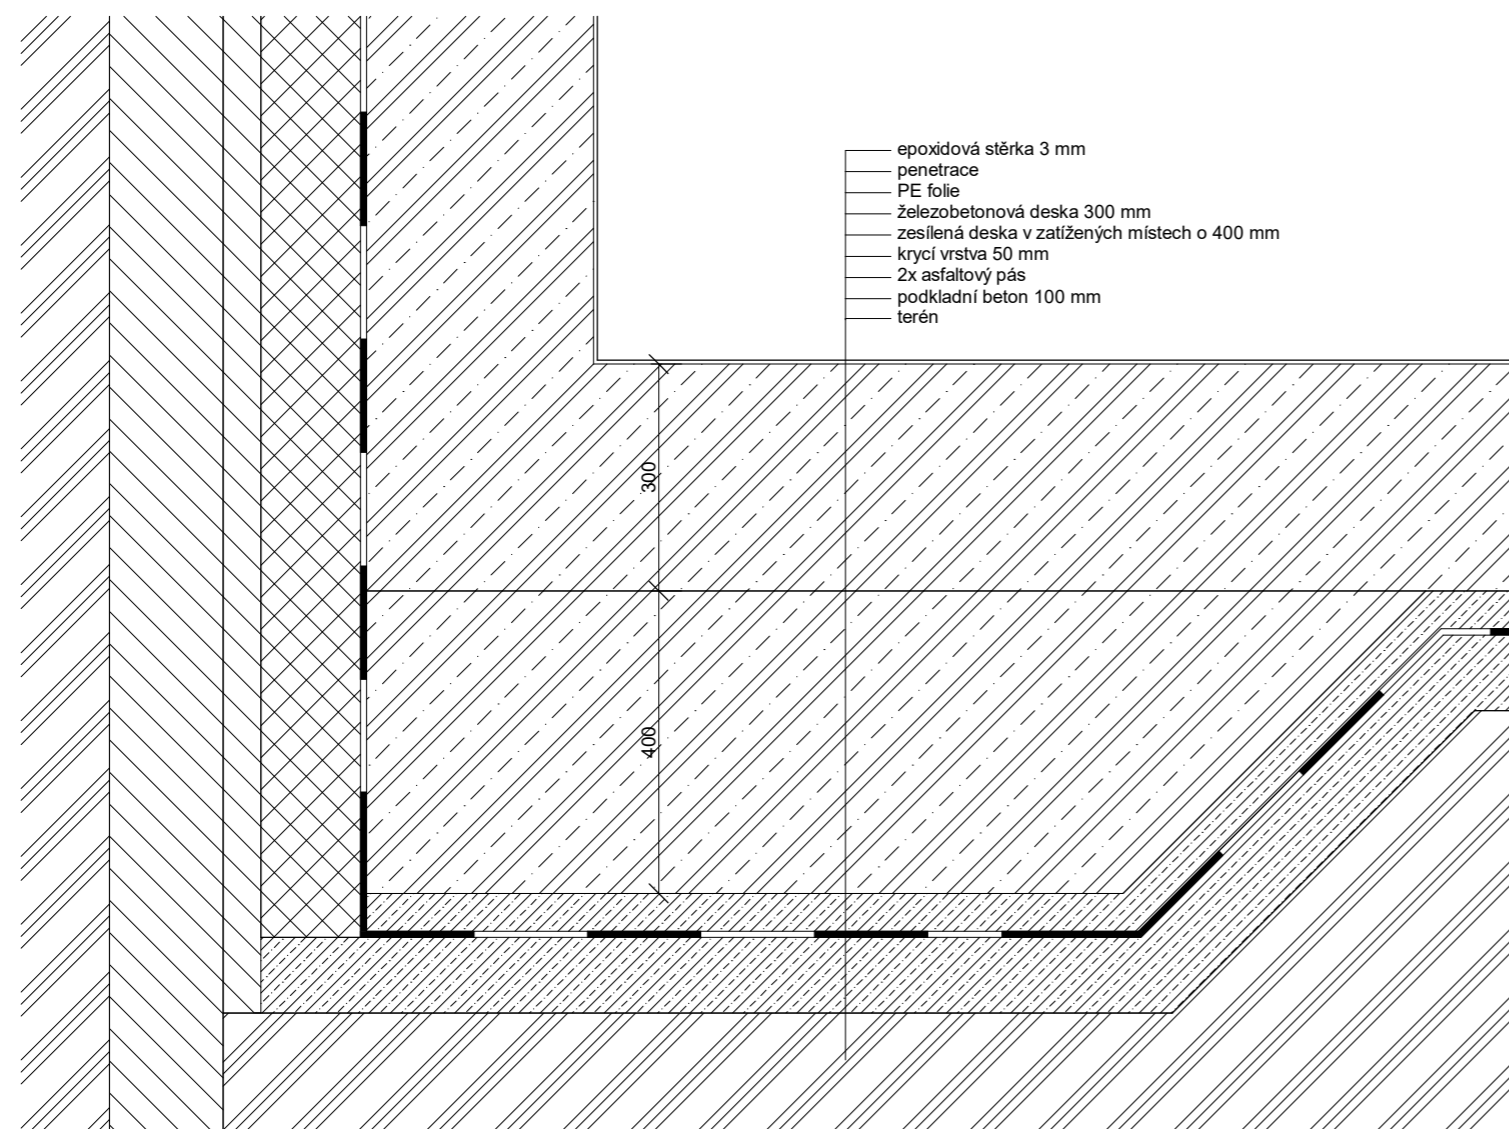 epoxidová stěrka 3 mm
penetrace
PE folie
železobetonová deska 300 mm
zesílená deska v zatížených místech o 400 mm
krycí vrstva 50 mm
2x asfaltový pás
podkladní beton 100 mm
terén
300
400